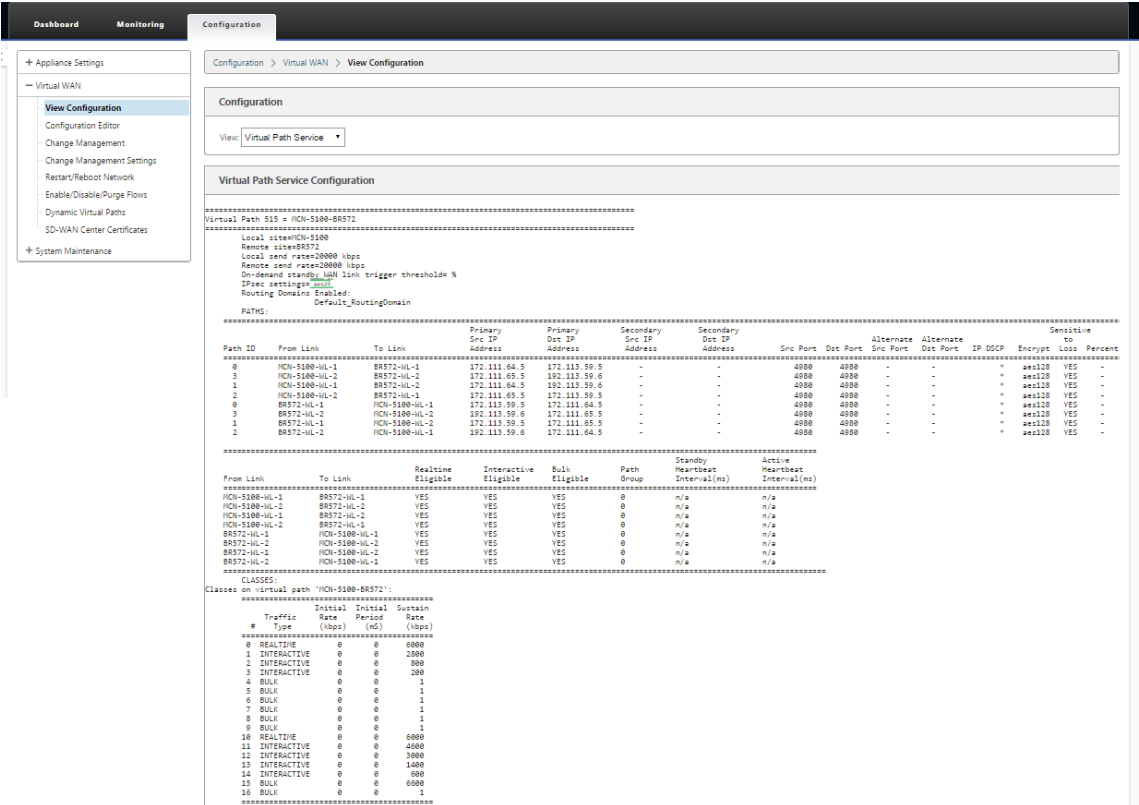 Dashboard Monitoring Configuration
+ Appliance Settings
− Virtual WAN
View Configuration
Configuration Editor
Change Management
Change Management Settings
Restart/Reboot Network
Enable/Disable/Purge Flows
Dynamic Virtual Paths
SD-WAN Center Certificates
+ System Maintenance
Configuration > Virtual WAN > View Configuration
Configuration
View: Virtual Path Service
Virtual Path Service Configuration
Virtual Path 515 = MCN-5100-BR572
Local site=MCN-5100
Remote site=BR572
Local send rate=20000 kbps
Remote send rate=20000 kbps
On-demand standby WAN link trigger threshold= %
IPsec settings=
Routing Domains Enabled:
Default_RoutingDomain
PATHS:
Primary Primary Secondary Secondary Sensitive
Src IP Dst IP Src IP Dst IP Alternate Alternate to
Path ID From Link To Link Address Address Address Address Src Port Dst Port Src Port Dst Port IP DSCP Encrypt Loss Percent
0 MCN-5100-WL-1 BR572-WL-1 172.111.64.5 172.113.59.5 - - 4980 4980 - - * aes128 YES -
3 MCN-5100-WL-2 BR572-WL-2 172.111.65.5 192.113.59.6 - - 4980 4980 - - * aes128 YES -
1 MCN-5100-WL-1 BR572-WL-2 172.111.64.5 192.113.59.6 - - 4980 4980 - - * aes128 YES -
2 MCN-5100-WL-2 BR572-WL-1 172.111.65.5 172.113.59.5 - - 4980 4980 - - * aes128 YES -
0 BR572-WL-1 MCN-5100-WL-1 172.113.59.5 172.111.64.5 - - 4980 4980 - - * aes128 YES -
3 BR572-WL-2 MCN-5100-WL-2 192.113.59.6 172.111.65.5 - - 4980 4980 - - * aes128 YES -
1 BR572-WL-1 MCN-5100-WL-2 172.113.59.5 172.111.65.5 - - 4980 4980 - - * aes128 YES -
2 BR572-WL-2 MCN-5100-WL-1 192.113.59.6 172.111.64.5 - - 4980 4980 - - * aes128 YES -
Standby Active
Realtime Interactive Bulk Path Heartbeat Heartbeat
From Link To Link Eligible Eligible Eligible Group Interval(ms) Interval(ms)
MCN-5100-WL-1 BR572-WL-1 YES YES YES 0 n/a n/a
MCN-5100-WL-2 BR572-WL-2 YES YES YES 0 n/a n/a
MCN-5100-WL-1 BR572-WL-2 YES YES YES 0 n/a n/a
MCN-5100-WL-2 BR572-WL-1 YES YES YES 0 n/a n/a
BR572-WL-1 MCN-5100-WL-1 YES YES YES 0 n/a n/a
BR572-WL-2 MCN-5100-WL-2 YES YES YES 0 n/a n/a
BR572-WL-1 MCN-5100-WL-2 YES YES YES 0 n/a n/a
BR572-WL-2 MCN-5100-WL-1 YES YES YES 0 n/a n/a
CLASSES:
Classes on virtual path 'MCN-5100-BR572':
Initial Initial Sustain
Traffic Rate Period Rate
# Type (kbps) (mS) (kbps)
0 REALTIME 0 0 6000
1 INTERACTIVE 0 0 2800
2 INTERACTIVE 0 0 800
3 INTERACTIVE 0 0 200
4 BULK 0 0 1
5 BULK 0 0 1
6 BULK 0 0 1
7 BULK 0 0 1
8 BULK 0 0 1
9 BULK 0 0 1
10 REALTIME 0 0 6000
11 INTERACTIVE 0 0 4600
12 INTERACTIVE 0 0 3000
13 INTERACTIVE 0 0 1400
14 INTERACTIVE 0 0 600
15 BULK 0 0 6600
16 BULK 0 0 1